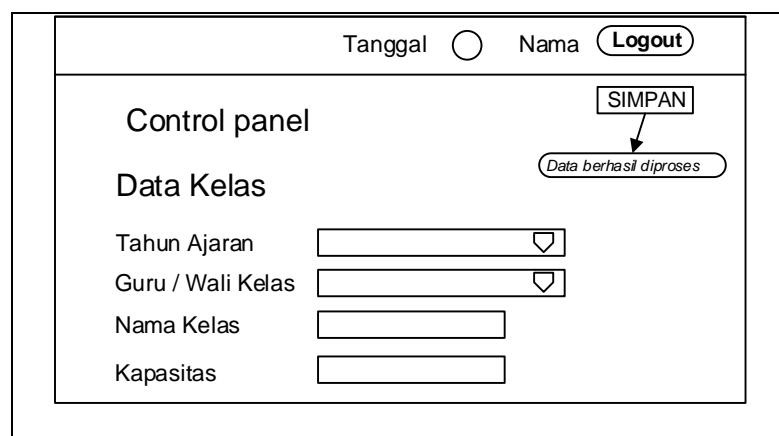 Tanggal Nama Logout
Control panel
SIMPAN
Data berhasil diproses
Data Kelas
Tahun Ajaran
Guru / Wali Kelas
Nama Kelas
Kapasitas